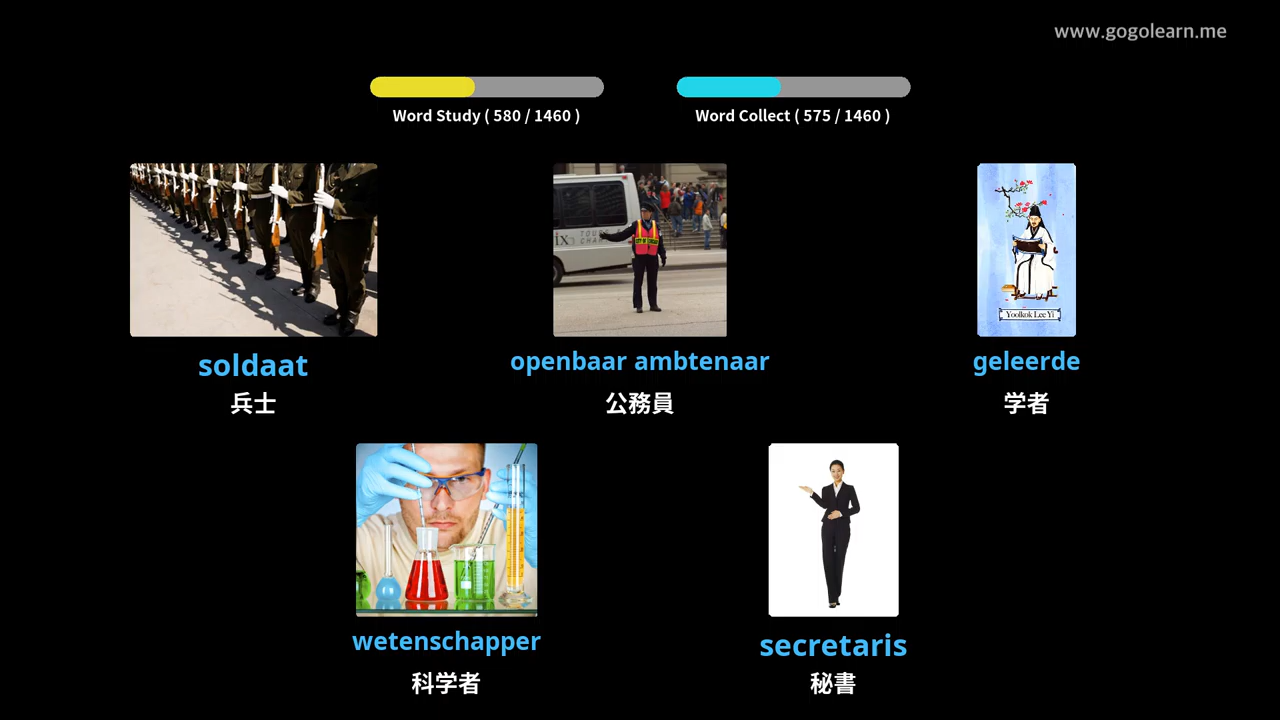 www.gogolearn.me
Word Study ( 580 / 1460 )
Word Collect ( 575 / 1460 )
Yoolkok Lee Yi
soldaat
openbaar ambtenaar
geleerde
兵士
公務員
学者
wetenschapper
secretaris
科学者
秘書